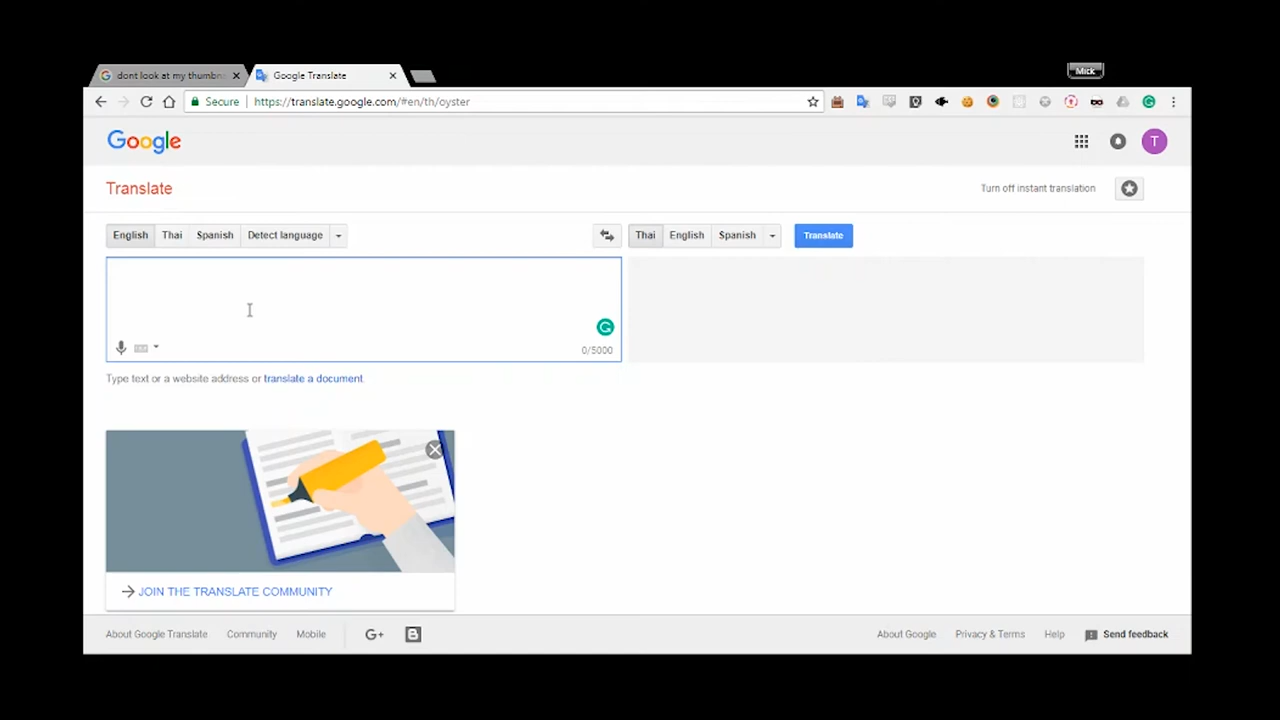 Mick
dont look at my thumbn
Google Translate
Secure https://translate.google.com/#en/th/oyster
Google
T
Translate
Turn off instant translation
English Thai Spanish Detect language
Thai English Spanish Translate
0/5000
Type text or a website address or translate a document
JOIN THE TRANSLATE COMMUNITY
About Google Translate Community Mobile G+ B About Google Privacy & Terms Help Send feedback